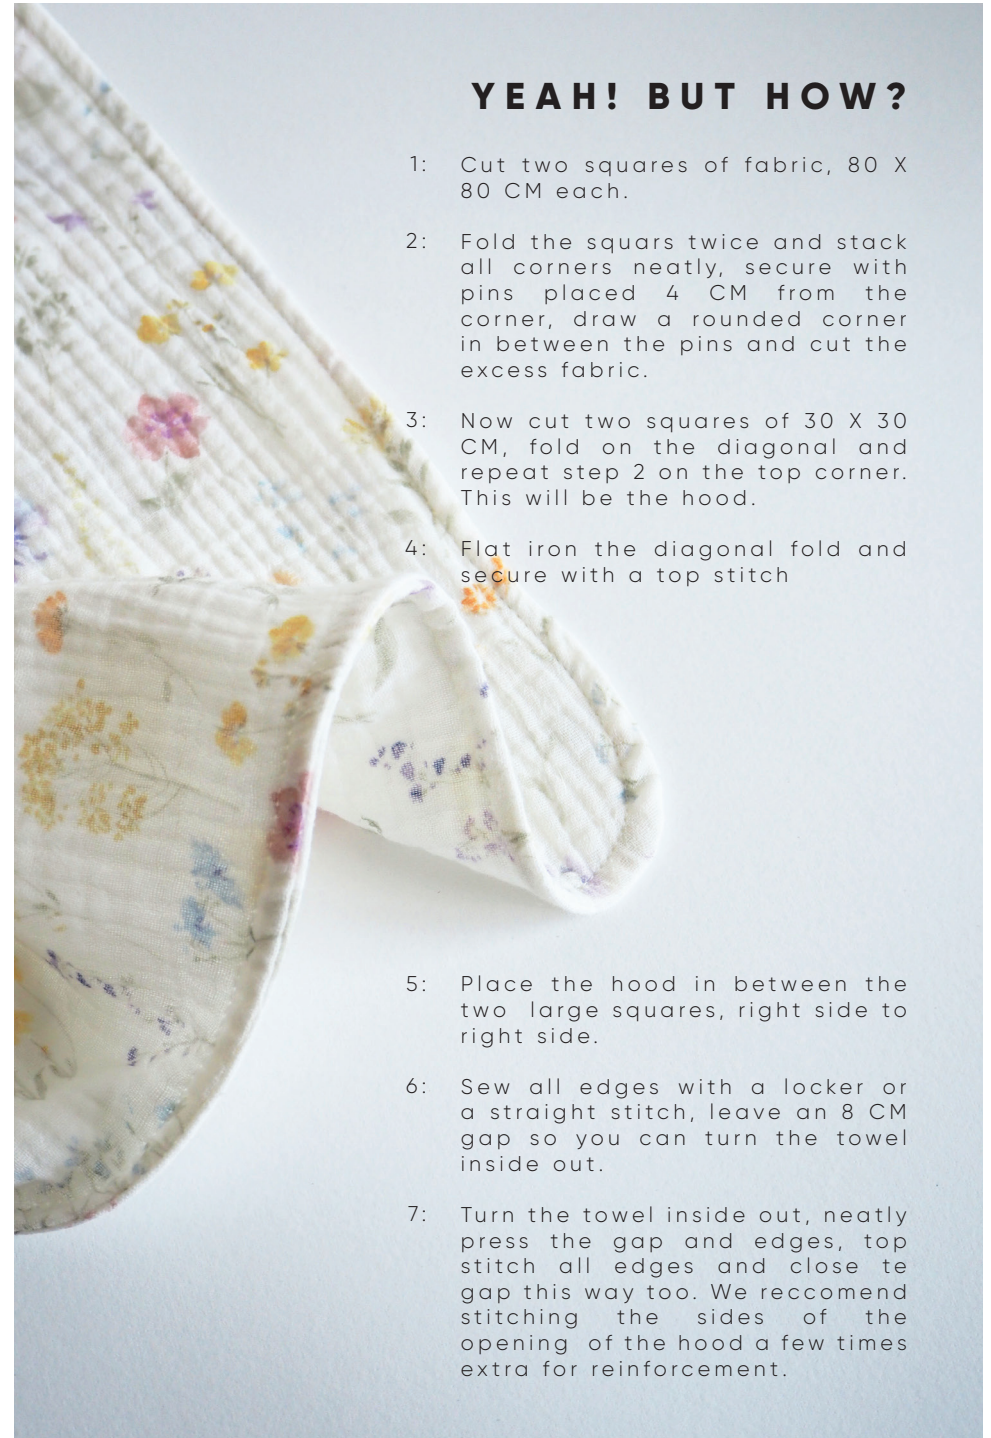 YEAH! BUT HOW?
1: Cut two squares of fabric, 80 X
80 CM each.
2: Fold the squars twice and stack
all corners neatly, secure with
pins placed 4 CM from the
corner, draw a rounded corner
in between the pins and cut the
excess fabric.
3: Now cut two squares of 30 X 30
CM, fold on the diagonal and
repeat step 2 on the top corner.
This will be the hood.
4: Flat iron the diagonal fold and
secure with a top stitch
5: Place the hood in between the
two large squares, right side to
right side.
6: Sew all edges with a locker or
a straight stitch, leave an 8 CM
gap so you can turn the towel
inside out.
7: Turn the towel inside out, neatly
press the gap and edges, top
stitch all edges and close te
gap this way too. We reccomend
stitching the sides of the
opening of the hood a few times
extra for reinforcement.